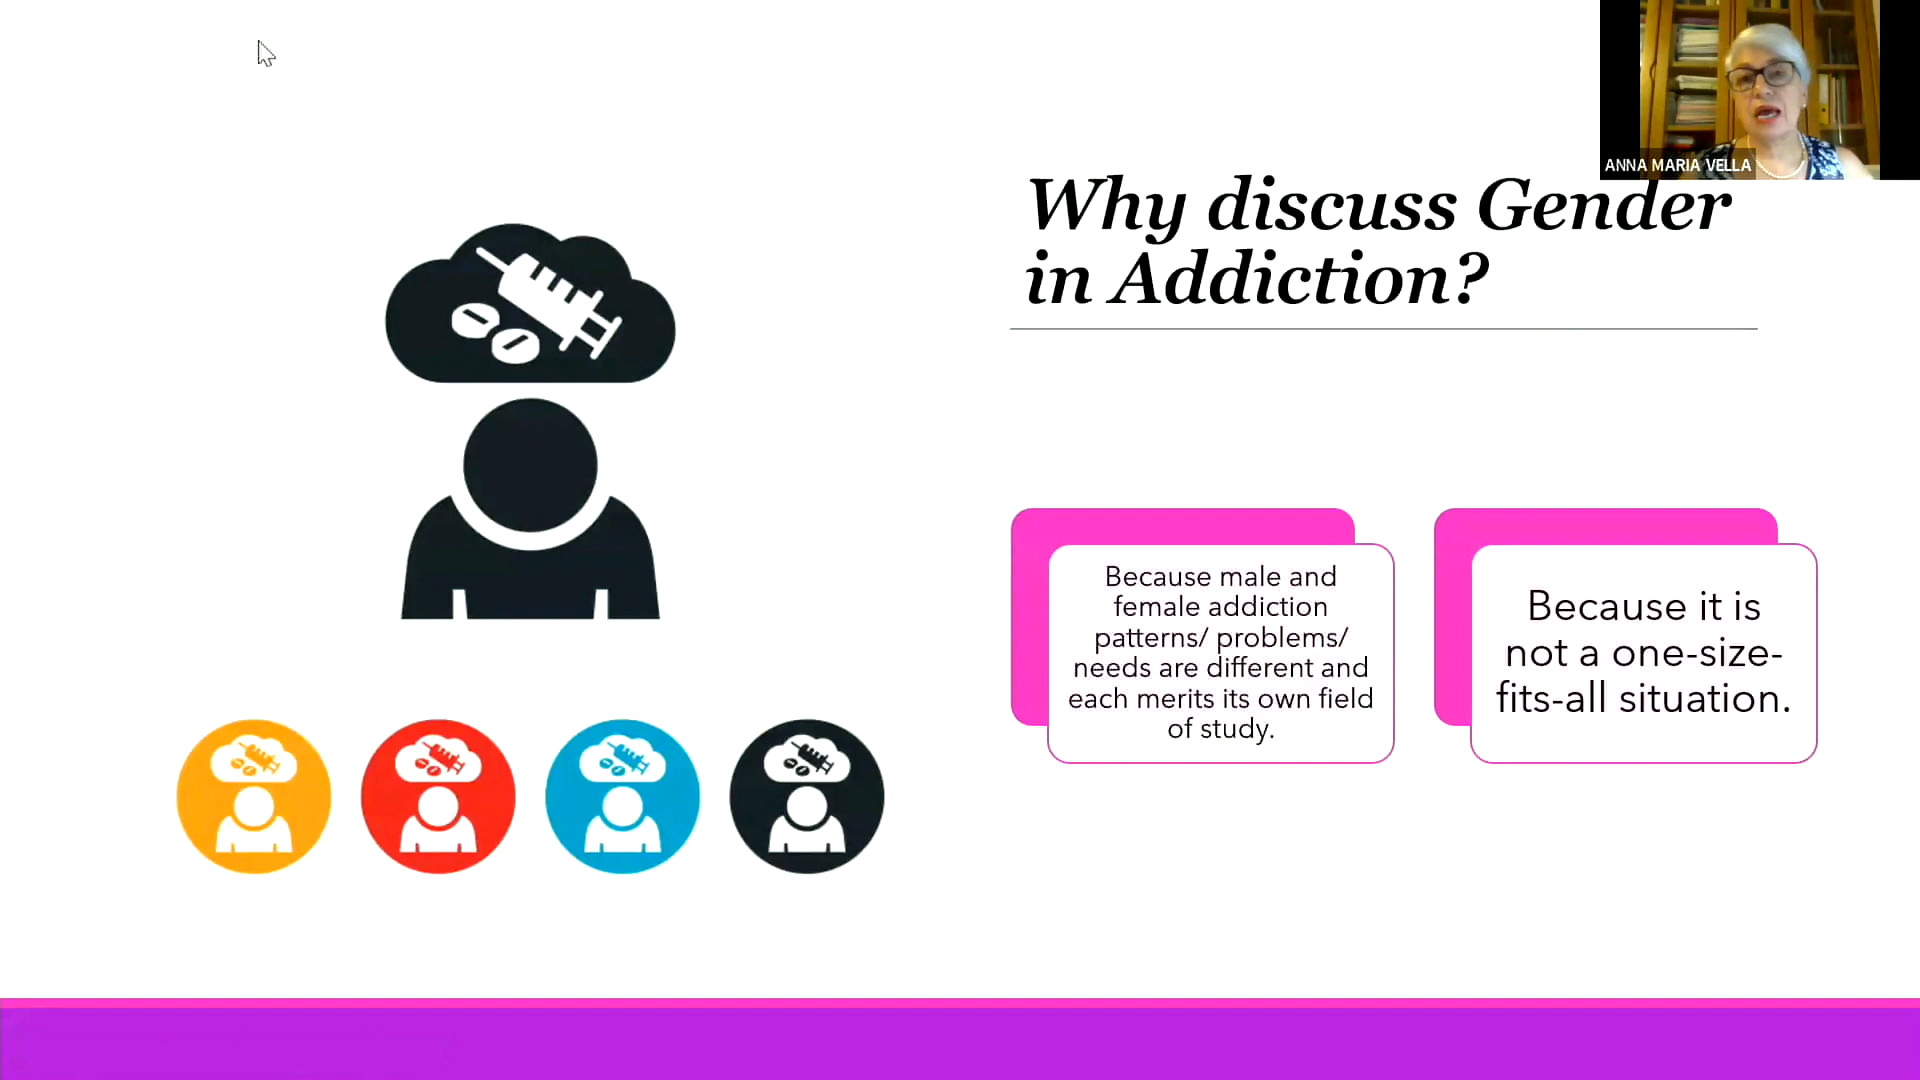 ANNA MARIA VELLA
Why discuss Gender
in Addiction?
Because male and
female addiction
patterns/ problems/
needs are different and
each merits its own field
of study.
Because it is
not a one-size-
fits-all situation.